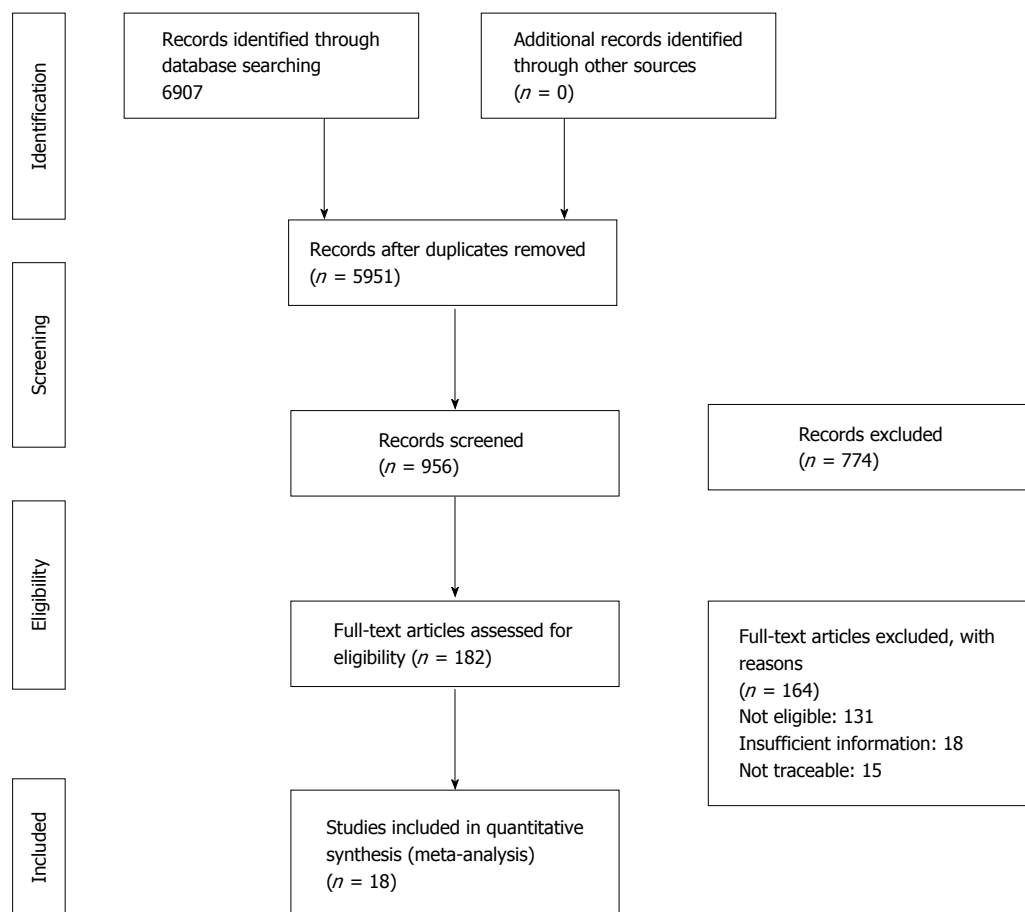 Identification
Records identified through
database searching
6907
Additional records identified
through other sources
(n = 0)
Records after duplicates removed
(n = 5951)
Screening
Records screened
(n = 956)
Records excluded
(n = 774)
Eligibility
Full-text articles assessed for
eligibility (n = 182)
Full-text articles excluded, with
reasons
(n = 164)
Not eligible: 131
Insufficient information: 18
Not traceable: 15
Included
Studies included in quantitative
synthesis (meta-analysis)
(n = 18)